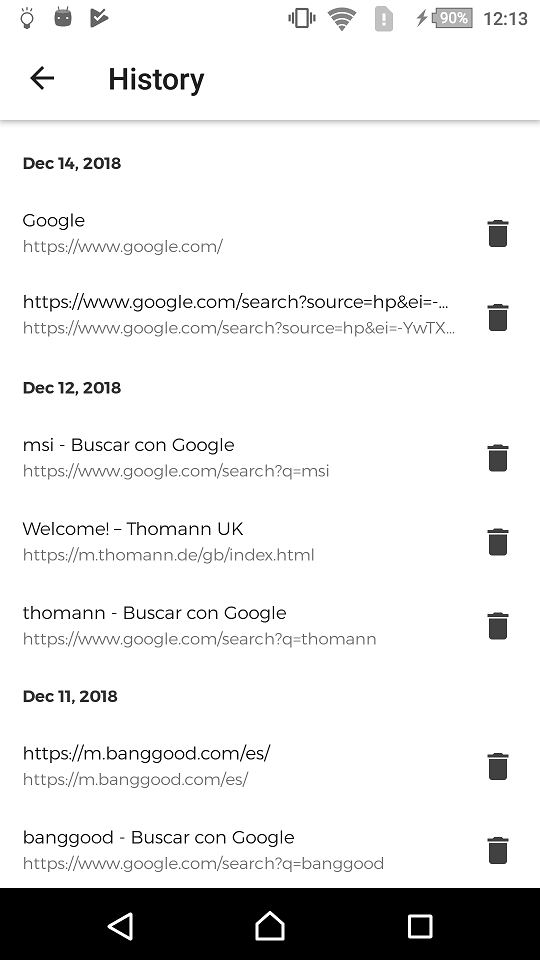 90%
12:13
History
Dec 14, 2018
Google
https://www.google.com/
https://www.google.com/search?source=hp&ei=-...
https://www.google.com/search?source=hp&ei=-YwTX...
Dec 12, 2018
msi - Buscar con Google
https://www.google.com/search?q=msi
Welcome! – Thomann UK
https://m.thomann.de/gb/index.html
thomann - Buscar con Google
https://www.google.com/search?q=thomann
Dec 11, 2018
https://m.banggood.com/es/
https://m.banggood.com/es/
banggood - Buscar con Google
https://www.google.com/search?q=banggood